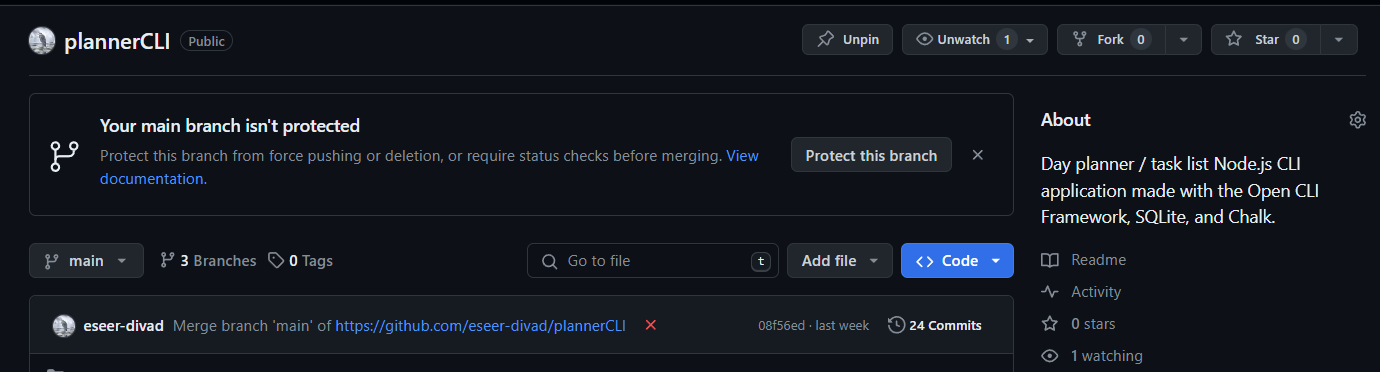 plannerCLI Public Unpin Unwatch 1 Fork 0 Star 0
Your main branch isn't protected
Protect this branch from force pushing or deletion, or require status checks before merging. View
documentation.
Protect this branch
main 3 Branches 0 Tags Go to file t Add file Code
eseer-divad Merge branch 'main' of https://github.com/eseer-divad/plannerCLI 08f56ed · last week 24 Commits
About
Day planner / task list Node.js CLI
application made with the Open CLI
Framework, SQLite, and Chalk.
Readme
Activity
0 stars
1 watching